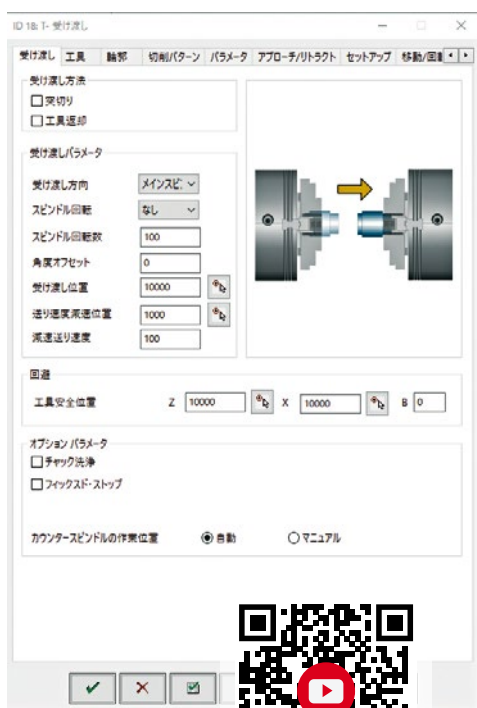 ID 18: T- 受け渡し
受け渡し 工具 輪郭 切削パターン パラメータ アプローチ/リトラクト セットアップ
受け渡し方法
突切り
工具返却
受け渡しパラメータ
受け渡し方向 メインスピ:
スピンドル回転 なし
スピンドル回転数 100
角度オフセット 0
受け渡し位置 10000
送り速度減速位置 1000
減速送り速度 100
回避
工具安全位置 Z 10000 X 10000 B 0
オプション パラメータ
チャック洗浄
フィックスド・ストップ
カウンタースピンドルの作業位置 自動 マニュアル